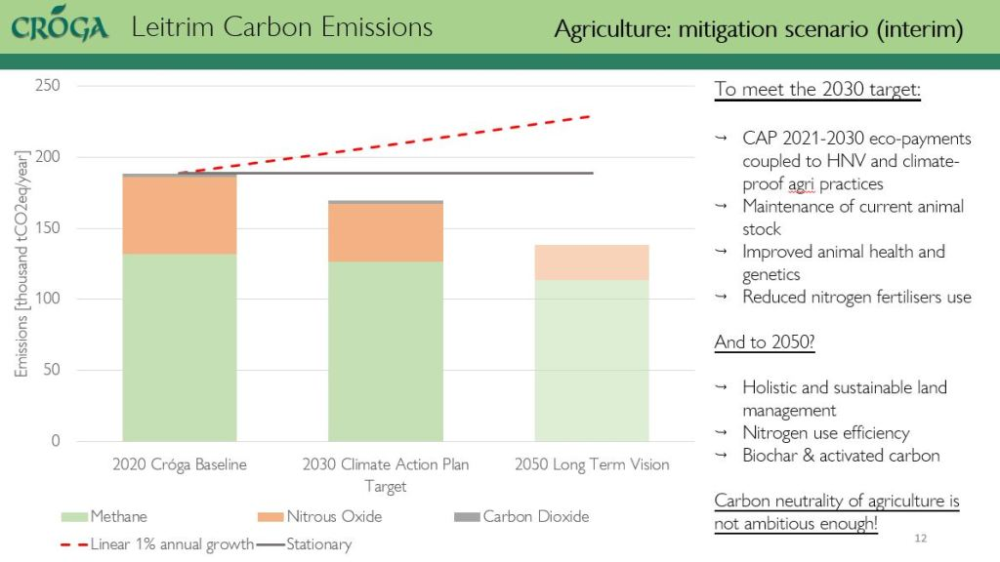 CRÓGA
Leitrim Carbon Emissions
Agriculture: mitigation scenario (interim)
Emissions [thousand tCO2eq/year]
250
200
150
100
50
0
2020 Cróga Baseline
2030 Climate Action Plan
Target
2050 Long Term Vision
Methane
Nitrous Oxide
Carbon Dioxide
Linear 1% annual growth
Stationary
To meet the 2030 target:
CAP 2021-2030 eco-payments
coupled to HNV and climate-
proof agri practices
Maintenance of current animal
stock
Improved animal health and
genetics
Reduced nitrogen fertilisers use
And to 2050?
Holistic and sustainable land
management
Nitrogen use efficiency
Biochar & activated carbon
Carbon neutrality of agriculture is
not ambitious enough!
12